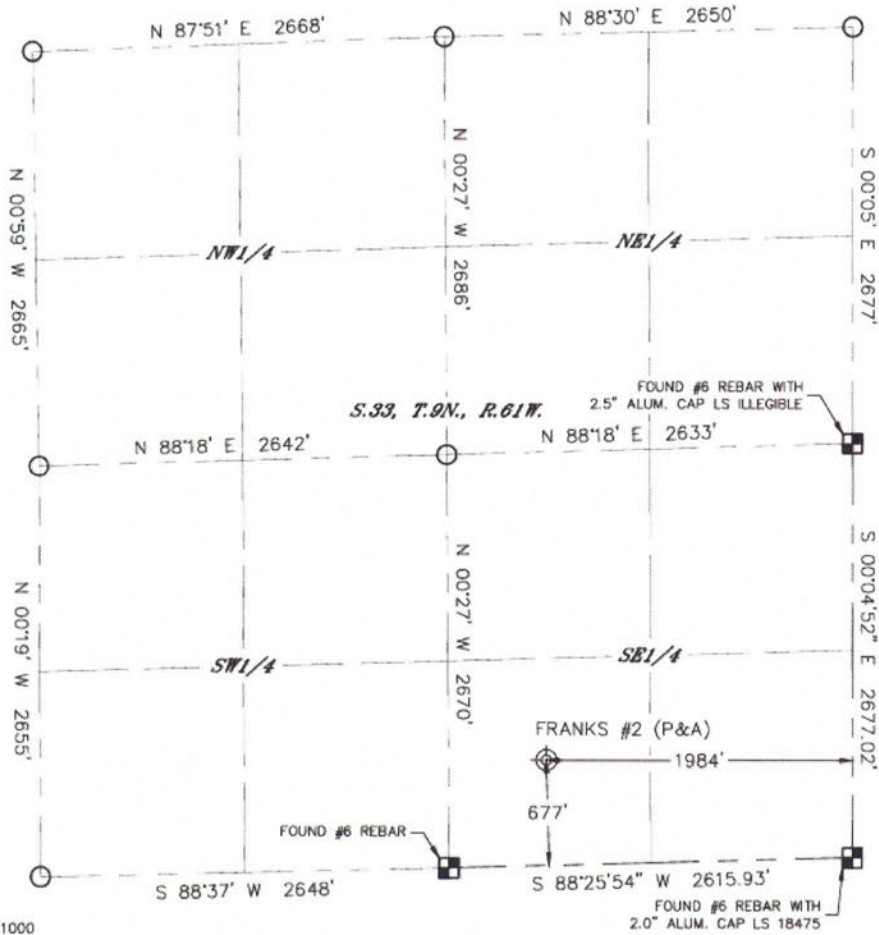 N 87°51' E 2668'
N 88°30' E 2650'
N 00°59' W 2665'
N 00°27' W 2686'
S 00°05' E 2677'
NW1/4
NE1/4
FOUND #6 REBAR WITH
2.5" ALUM. CAP LS ILLEGIBLE
S.33, T.9N., R.61W.
N 88°18' E 2642'
N 88°18' E 2633'
N 00°19' W 2655'
N 00°27' W 2670'
S 00°04'52" E 2677.02'
SW1/4
SE1/4
FRANKS #2 (P&A)
1984'
677'
FOUND #6 REBAR
S 88°37' W 2648'
S 88°25'54" W 2615.93'
FOUND #6 REBAR WITH
2.0" ALUM. CAP LS 18475
1000